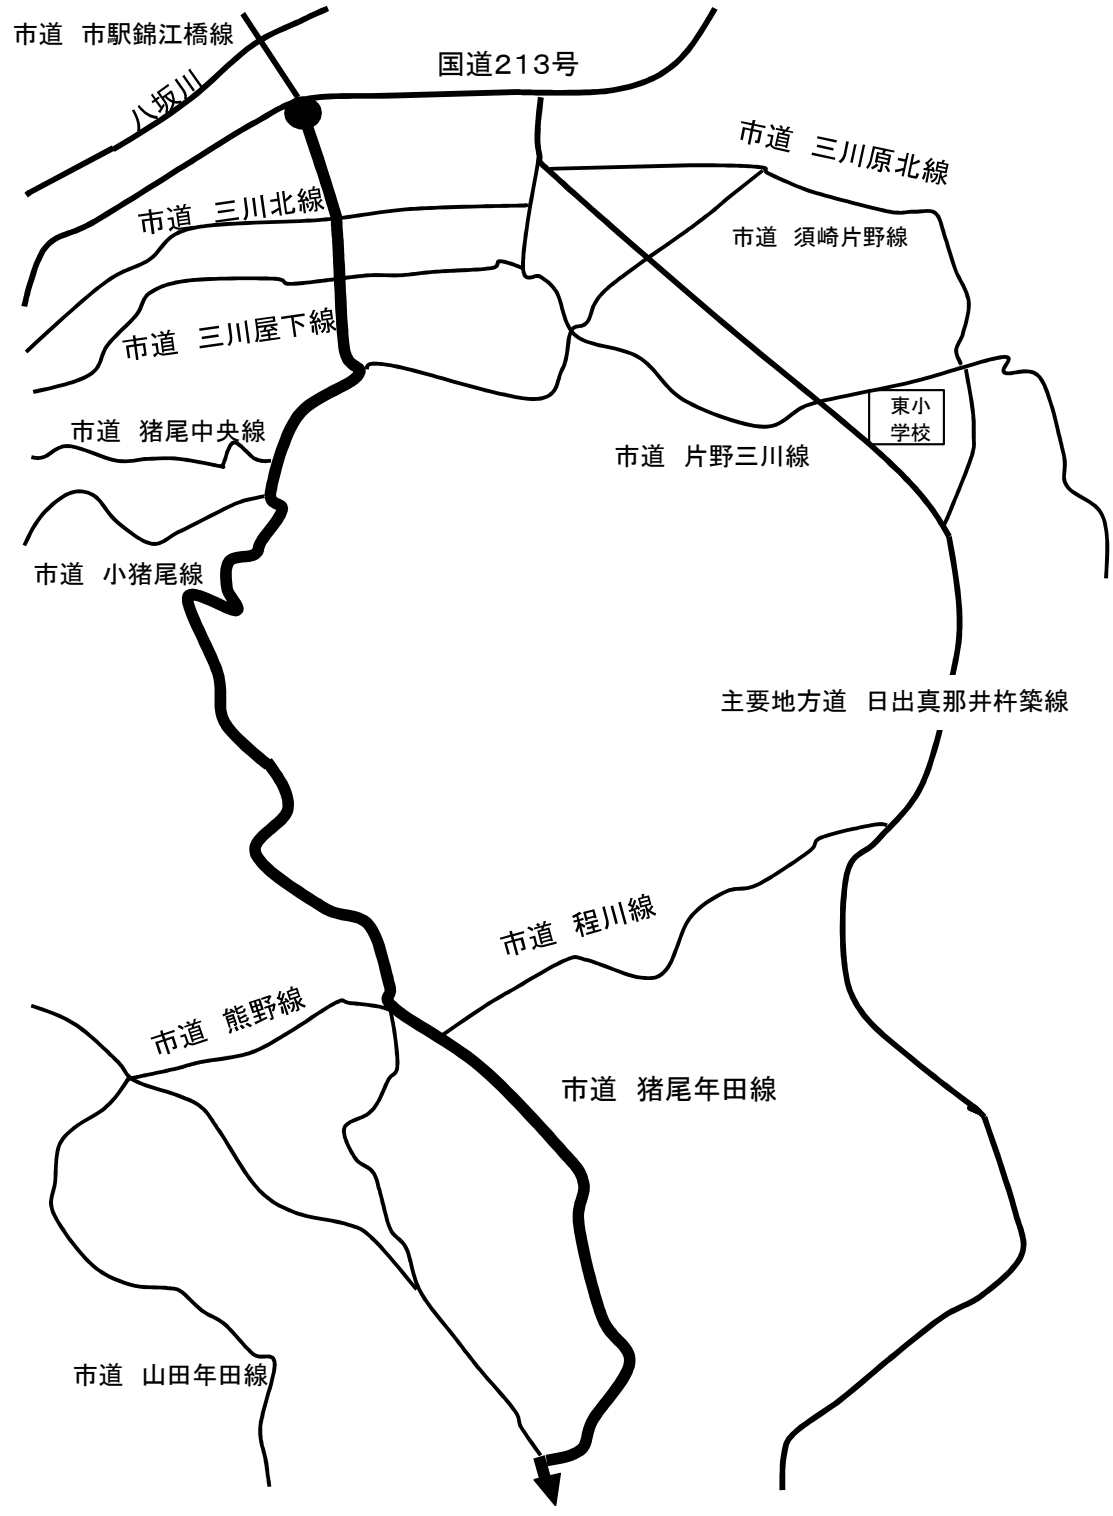 市道　市駅錦江橋線
国道213号
八坂川
市道　三川原北線
市道　三川北線
市道　須崎片野線
市道　三川屋下線
東小
学校
市道　猪尾中央線
市道　片野三川線
市道　小猪尾線
主要地方道　日出真那井杵築線
市道　程川線
市道　熊野線
市道　猪尾年田線
市道　山田年田線